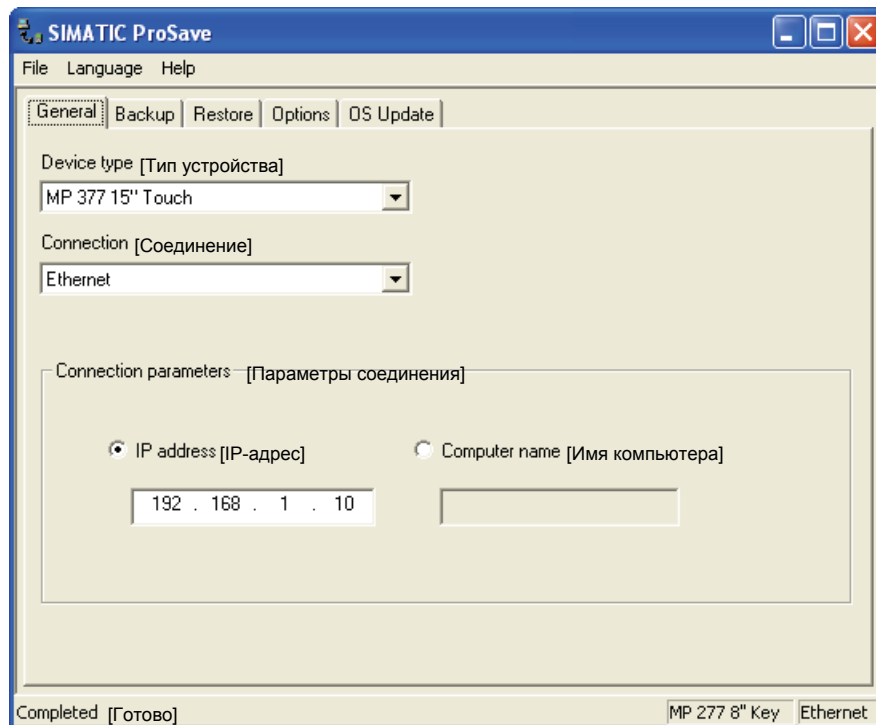 SIMATIC ProSave
File Language Help
General Backup Restore Options OS Update
Device type [Тип устройства]
MP 377 15'' Touch
Connection [Соединение]
Ethernet
Connection parameters [Параметры соединения]
IP address [IP-адрес] Computer name [Имя компьютера]
192 . 168 . 1 . 10
Completed [Готово] MP 277 8'' Key Ethernet